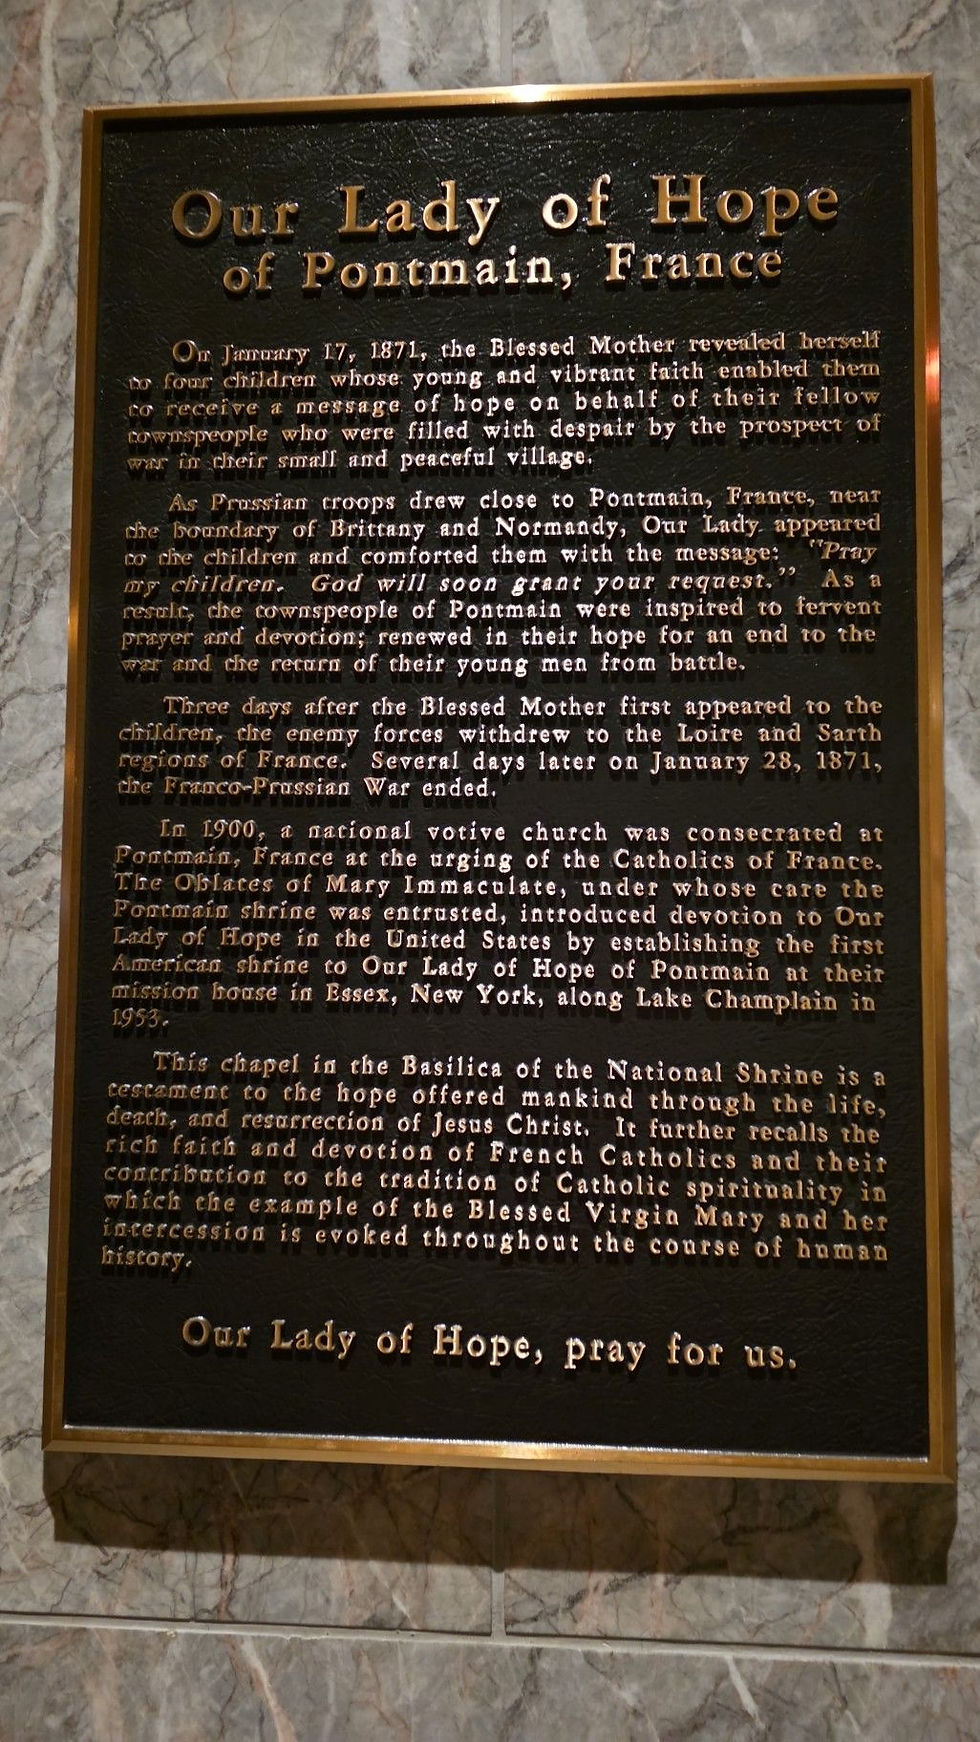 Our Lady of Hope
of Pontmain, France
On January 17, 1871, the Blessed Mother revealed herself
to four children whose young and vibrant faith enabled them
to receive a message of hope on behalf of their fellow
townspeople who were filled with despair by the prospect of
war in their small and peaceful village.
As Prussian troops drew close to Pontmain, France, near
the boundary of Brittany and Normandy, Our Lady appeared
to the children and comforted them with the message: "Pray
my children. God will soon grant your request." As a
result, the townspeople of Pontmain were inspired to fervent
prayer and devotion; renewed in their hope for an end to the
war and the return of their young men from battle.
Three days after the Blessed Mother first appeared to the
children, the enemy forces withdrew to the Loire and Sarth
regions of France. Several days later on January 28, 1871,
the Franco-Prussian War ended.
In 1900, a national votive church was consecrated at
Pontmain, France at the urging of the Catholics of France.
The Oblates of Mary Immaculate, under whose care the
Pontmain shrine was entrusted, introduced devotion to Our
Lady of Hope in the United States by establishing the first
American shrine to Our Lady of Hope of Pontmain at their
mission house in Essex, New York, along Lake Champlain in
1953.
This chapel in the Basilica of the National Shrine is a
testament to the hope offered mankind through the life,
death, and resurrection of Jesus Christ. It further recalls the
rich faith and devotion of French Catholics and their
contribution to the tradition of Catholic spirituality in
which the example of the Blessed Virgin Mary and her
intercession is evoked throughout the course of human
history.
Our Lady of Hope, pray for us.